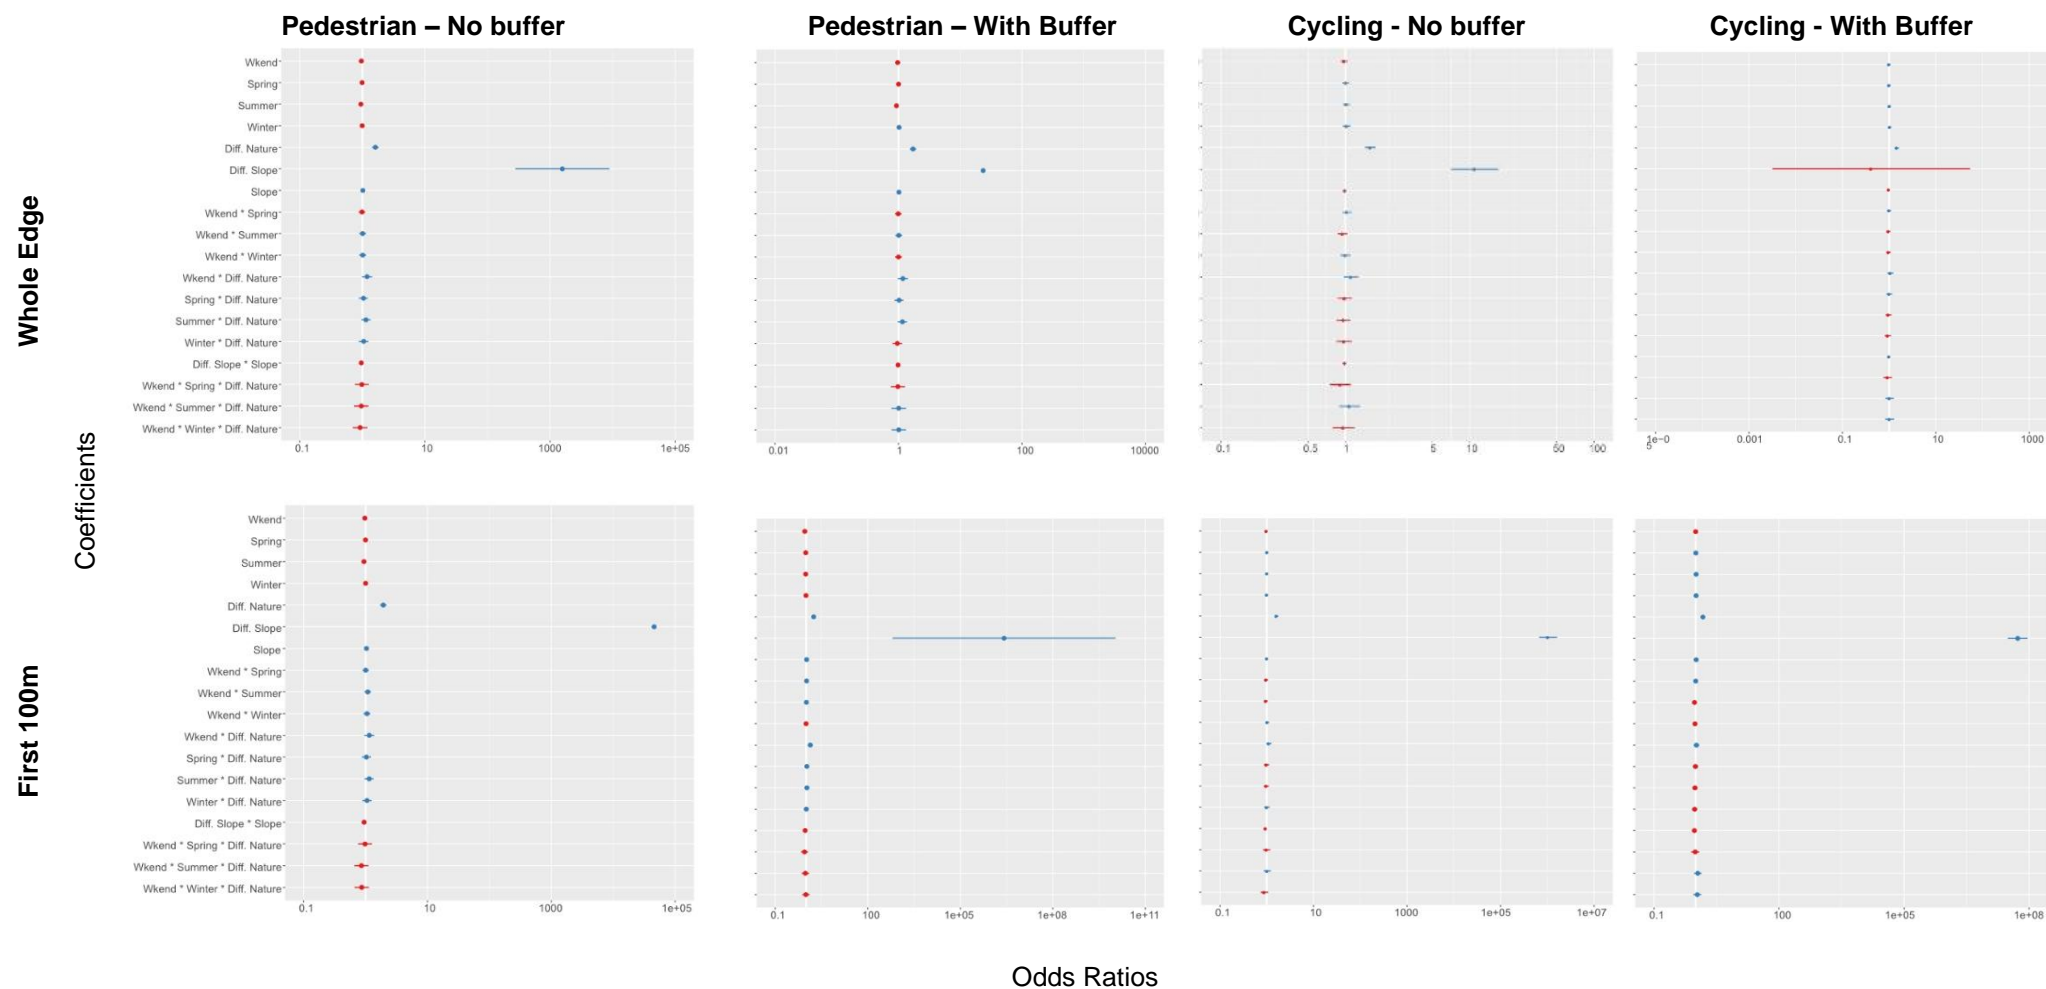 Pedestrian – No buffer
Pedestrian – With Buffer
Cycling - No buffer
Cycling - With Buffer
Whole Edge
First 100m
Coefficients
Wkend
Spring
Summer
Winter
Diff. Nature
Diff. Slope
Slope
Wkend * Spring
Wkend * Summer
Wkend * Winter
Wkend * Diff. Nature
Spring * Diff. Nature
Summer * Diff. Nature
Winter * Diff. Nature
Diff. Slope * Slope
Wkend * Spring * Diff. Nature
Wkend * Summer * Diff. Nature
Wkend * Winter * Diff. Nature
0.1 10 1000 1e+05
0.01 1 100 10000
0.1 0.5 1 5 10 50 100
1e-0
5
0.001 0.1 10 1000
Wkend
Spring
Summer
Winter
Diff. Nature
Diff. Slope
Slope
Wkend * Spring
Wkend * Summer
Wkend * Winter
Wkend * Diff. Nature
Spring * Diff. Nature
Summer * Diff. Nature
Winter * Diff. Nature
Diff. Slope * Slope
Wkend * Spring * Diff. Nature
Wkend * Summer * Diff. Nature
Wkend * Winter * Diff. Nature
0.1 10 1000 1e+05
0.1 100 1e+05 1e+08 1e+11
0.1 10 1000 1e+05 1e+07
0.1 100 1e+05 1e+08
Odds Ratios